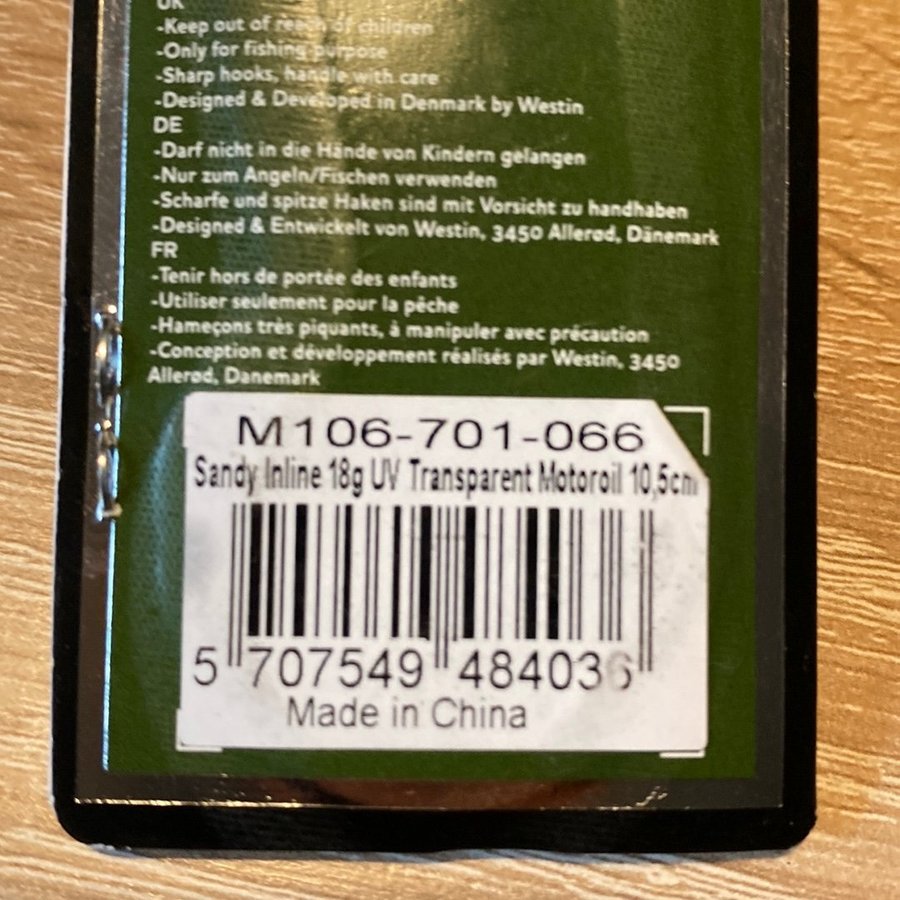 UK
-Keep out of reach of children
-Only for fishing purpose
-Sharp hooks, handle with care
-Designed & Developed in Denmark by Westin
DE
-Darf nicht in die Hände von Kindern gelangen
-Nur zum Angeln/Fischen verwenden
-Scharfe und spitze Haken sind mit Vorsicht zu handhaben
-Designed & Entwickelt von Westin, 3450 Allerød, Dänemark
FR
-Tenir hors de portée des enfants
-Utiliser seulement pour la pêche
-Hameçons très piquants, à manipuler avec précaution
-Conception et développement réalisés par Westin, 3450
Allerød, Danemark
M106-701-066
Sandy Inline 18g UV Transparent Motoroil 10,5cm
5 707549 484036
Made in China